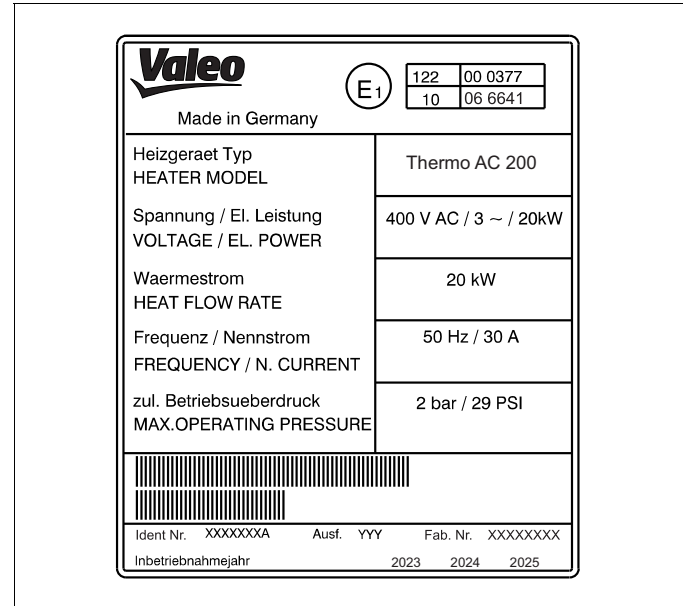 Valeo
Made in Germany
E1
122 00 0377
10 06 6641
Heizgeraet Typ
HEATER MODEL
Thermo AC 200
Spannung / El. Leistung
VOLTAGE / EL. POWER
400 V AC / 3 ~ / 20kW
Waermestrom
HEAT FLOW RATE
20 kW
Frequenz / Nennstrom
FREQUENCY / N. CURRENT
50 Hz / 30 A
zul. Betriebsueberdruck
MAX.OPERATING PRESSURE
2 bar / 29 PSI
Ident Nr. XXXXXXXA Ausf. YYY Fab. Nr. XXXXXXXX
Inbetriebnahmejahr 2023 2024 2025